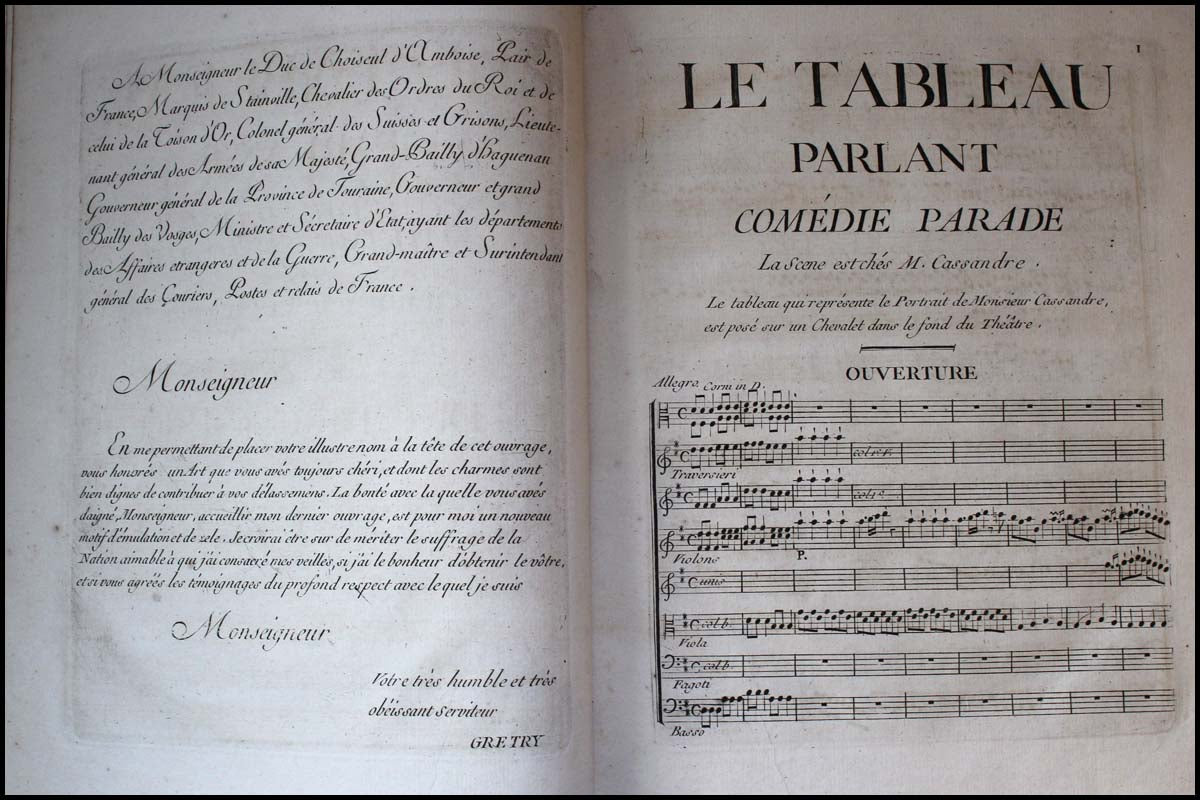 A Monseigneur le Duc de Choiseul d'Amboise, Pair de
France, Marquis de Stainville, Chevalier des Ordres du Roi et de
celui de la Toison d'Or, Colonel général des Suisses et Grisons, Lieute-
nant général des Armées de sa Majesté, Grand-Bailly d'Haguenau
Gouverneur général de la Province de Touraine, Gouverneur et grand
Bailly des Vosges, Ministre et Sécretaire d'Etat, ayant les départements
des Affaires etrangeres et de la Guerre, Grand-maître et Surintendant
général des Couriers, Postes et relais de France .
Monseigneur
En me permettant de placer votre illustre nom à la tête de cet ouvrage,
vous honorés un Art que vous avés toujours chéri, et dont les charmes sont
bien dignes de contribuer à vos délassemens. La bonté avec la quelle vous avés
daigné, Monseigneur, accueillir mon dernier ouvrage, est pour moi un nouveau
motif d'émulation et de zele. Je croirai être sur de mériter le suffrage de la
Nation aimable à qui j'ai consacré mes veilles, si j'ai le bonheur d'obtenir le vôtre,
et si vous agreés les témoignages du profond respect avec le quel je suis
Monseigneur
Votre très humble et très
obéissant serviteur
GRETRY
1
LE TABLEAU
PARLANT
COMÉDIE PARADE
La Scene est chés M. Cassandre .
Le tableau qui représente le Portrait de Monsieur Cassandre,
est posé sur un Chevalet dans le fond du Théâtre .
OUVERTURE
Allegro. Corni in D.
Traversieri
Violons
P.
unis
col b.
Viola
col b.
Fagoti
Basso